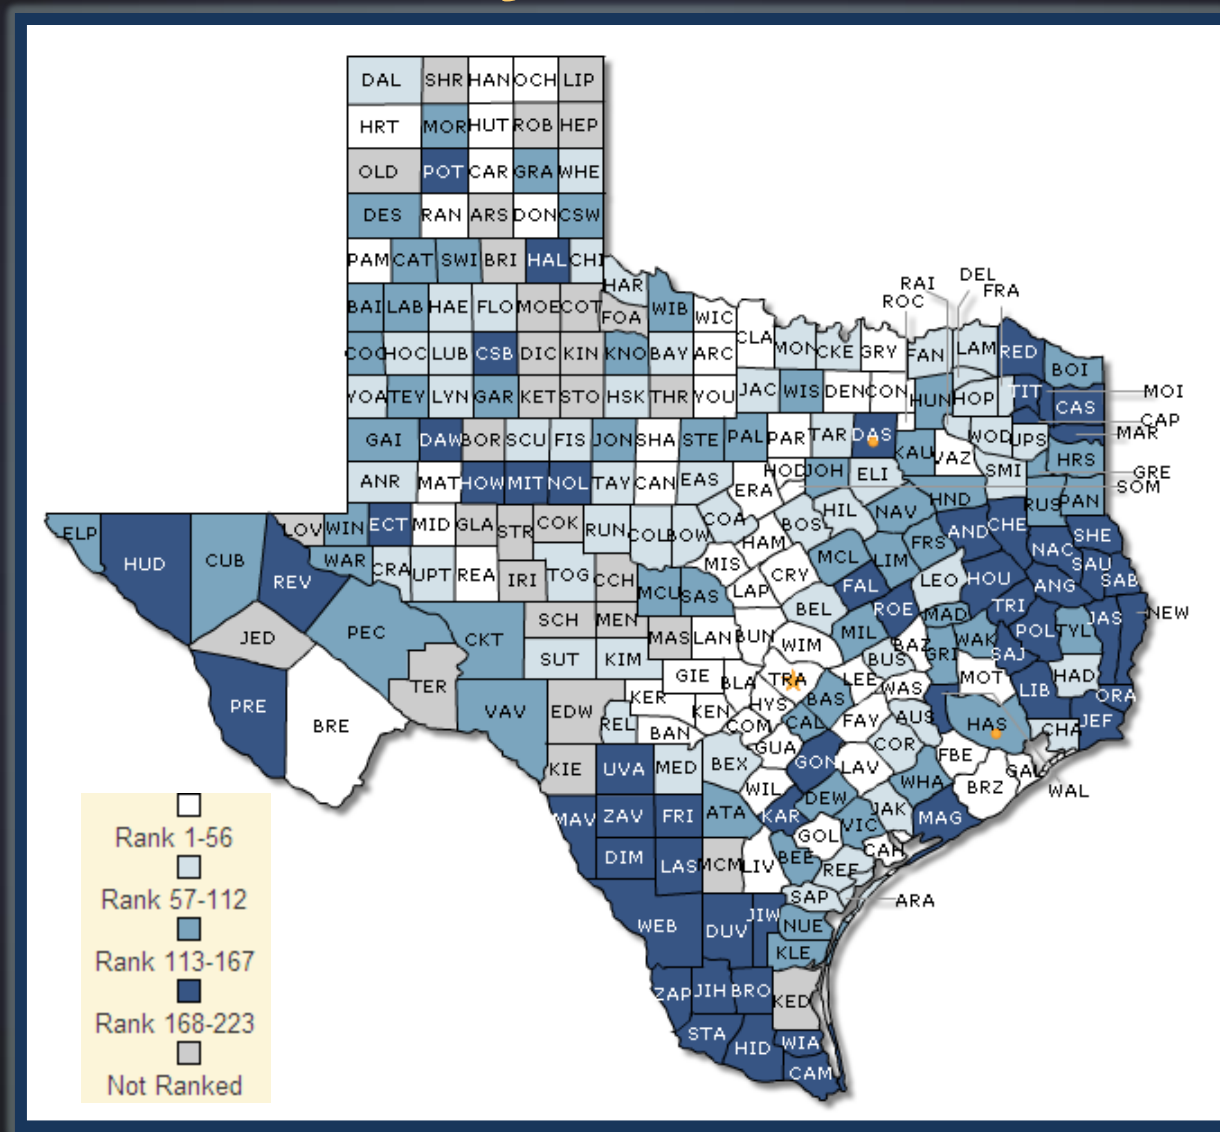 DAL SHR HAN OCH LIP
HRT MOR HUT ROB HEP
OLD POT CAR GRA WHE
DES RAN ARS DON CSW
PAM CAT SWI BRI HAL CHI
HAR DEL
RAI FRA
ROC
BAI LAB HAE FLO MOE COT FOA WIB WIC
COC HOC LUB CSB DIC KIN KNO BAY ARC CLA MON CKE GRY FAN LAM RED BOI
YOA TEY LYN GAR KET STO HSK THR YOU JAC WIS DEN CON HUN HOP TIT CAS MOI
CAP
GAI DAW BOR SCU FIS JON SHA STE PAL PAR TAR DAS KAU VAZ WOD UPS MAR
HRS
ANR MAT HOW MIT NOL TAY CAN EAS ERA HOD JOH ELI SMI GRE
SOM
ELP HUD CUB REV LOV WIN ECT MID GLA STR COK RUN COL BOW COA BOS HIL NAV HND RUS PAN
WAR CRA UPT REA IRI TOG CCH MIS HAM MCL LIM FRS AND CHE NAC SHE
SAU
SAB
MCU SAS LAP CRY FAL LEO HOU ANG
JED PEC CKT SCH MEN MAS LAN BUN BEL ROE MAD TRI JAS NEW
WIM MIL BAZ GRI WAK POL TYL
SAJ
TER SUT KIM GIE BLA TRA LEE BUS WAS MOT LIB HAD
ORA
PRE BRE VAV EDW KER REL KEN HYS BAS FAY AUS HAS CHA JEF
BAN COM CAL
KIE UVA MED BEX GUA GON LAV COR FBE BRZ GAL WAL
WIL WHA
MAV ZAV FRI ATA KAR DEW VIC JAK MAG
GOL
DIM LAS MCM LIV BEE REF CAH
SAP ARA
WEB DUV JIW NUE
KLE
ZAP JIH BRO KED
STA HID WIA
CAM
Rank 1-56
Rank 57-112
Rank 113-167
Rank 168-223
Not Ranked